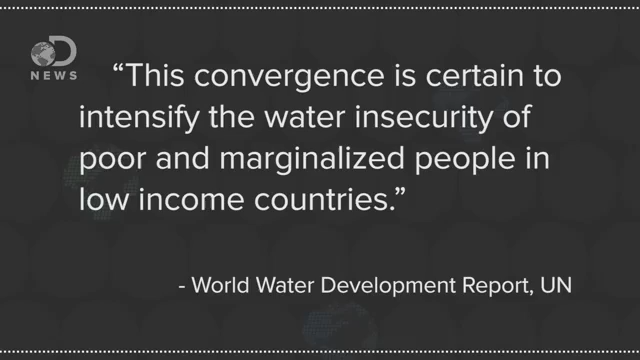 D
NEWS
“This convergence is certain to
intensify the water insecurity of
poor and marginalized people in
low income countries.”
- World Water Development Report, UN